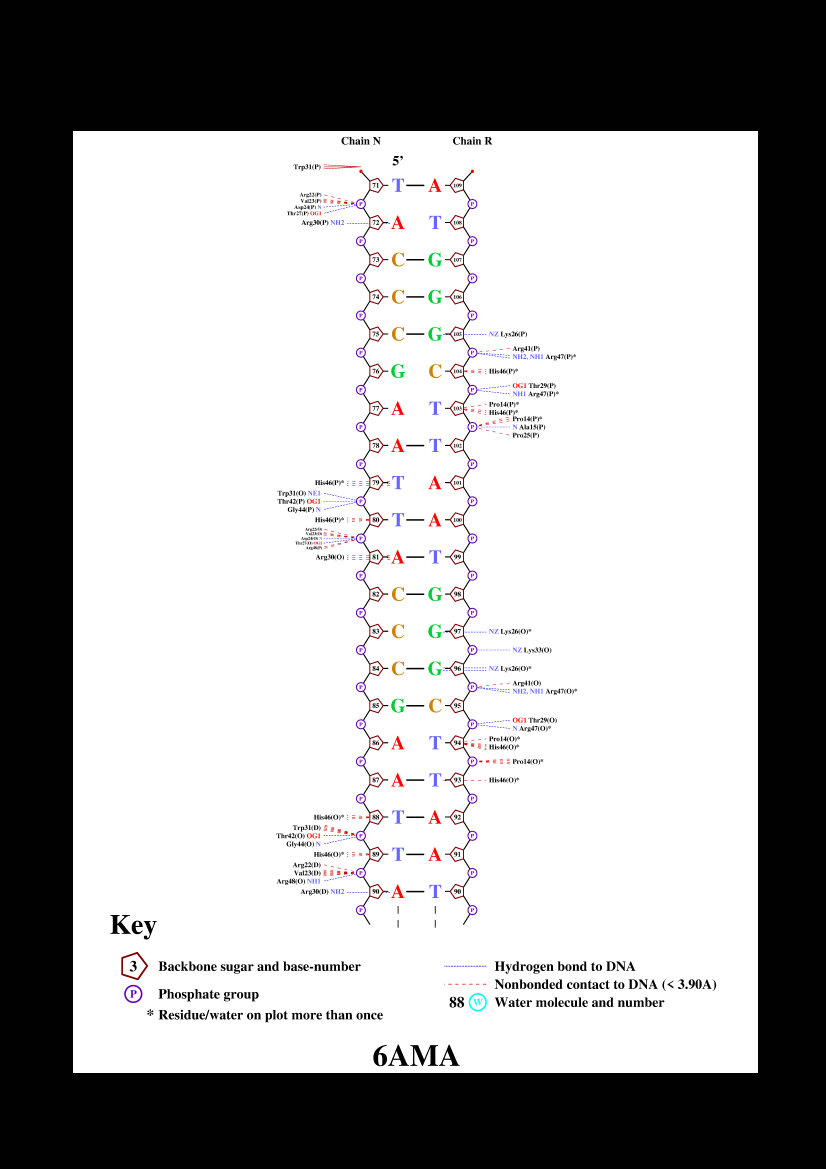 Chain N Chain R
5’
Trp31(P)
71 T A 109
Arg22(P)
Val23(P)
P P
Asp24(P) N
Thr27(P) OG1
Arg30(P) NH2 72 A T 108
P P
73 C G 107
P P
74 C G 106
P P
75 C G 105 NZ Lys26(P)
Arg41(P)
P P
NH2, NH1 Arg47(P)*
76 G C 104 His46(P)*
OG1 Thr29(P)
P P
NH1 Arg47(P)*
Pro14(P)*
77 A T 103
His46(P)*
Pro14(P)*
P P N Ala15(P)
Pro25(P)
78 A T 102
P P
His46(P)* 79 T A 101
Trp31(O) NE1
Thr42(P) OG1 P P
Gly44(P) N
His46(P)* 80 T A 100
Arg22(O)
Val23(O)
Asp24(O) N P P
Thr27(O) OG1
Arg48(P)
Arg30(O) 81 A T 99
P P
82 C G 98
P P
83 C G 97 NZ Lys26(O)*
P P NZ Lys33(O)
84 C G 96 NZ Lys26(O)*
Arg41(O)
P P
NH2, NH1 Arg47(O)*
85 G C 95
OG1 Thr29(O)
P P
N Arg47(O)*
Pro14(O)*
86 A T 94
His46(O)*
P P Pro14(O)*
87 A T 93 His46(O)*
P P
His46(O)* 88 T A 92
Trp31(D)
Thr42(O) OG1 P P
Gly44(O) N
His46(O)* 89 T A 91
Arg22(D)
Val23(D) P P
Arg48(O) NH1
Arg30(D) NH2 90 A T 90
P P
Key
3 Backbone sugar and base-number
P Phosphate group
* Residue/water on plot more than once
Hydrogen bond to DNA
Nonbonded contact to DNA (< 3.90A)
88 W Water molecule and number
6AMA